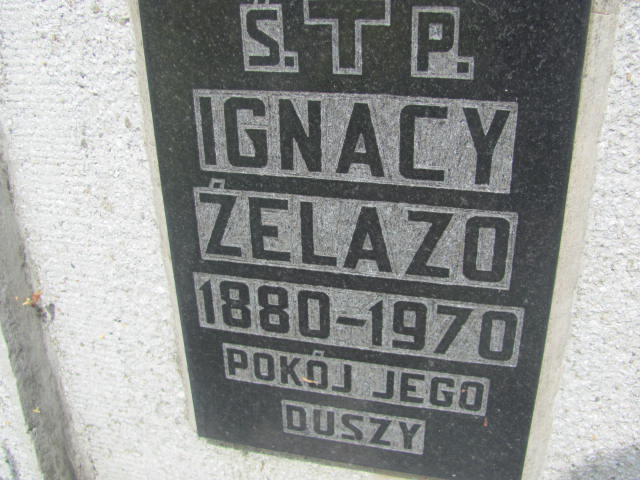 Ś. P.
IGNACY
ŻELAZO
1880-1970
POKÓJ JEGO
DUSZY